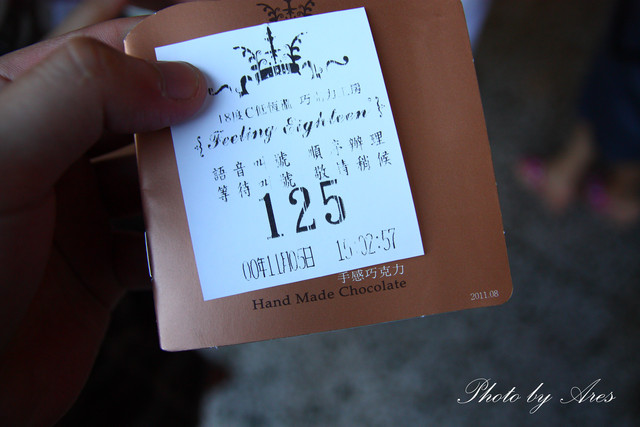 18度C 巧克力工房
Feeling Eighteen
語音叫號 順序辦理
等待叫號 敬請稍候
125
00年11月05日 15:02:57
手感巧克力
Hand Made Chocolate
2011.08
Photo by Ares